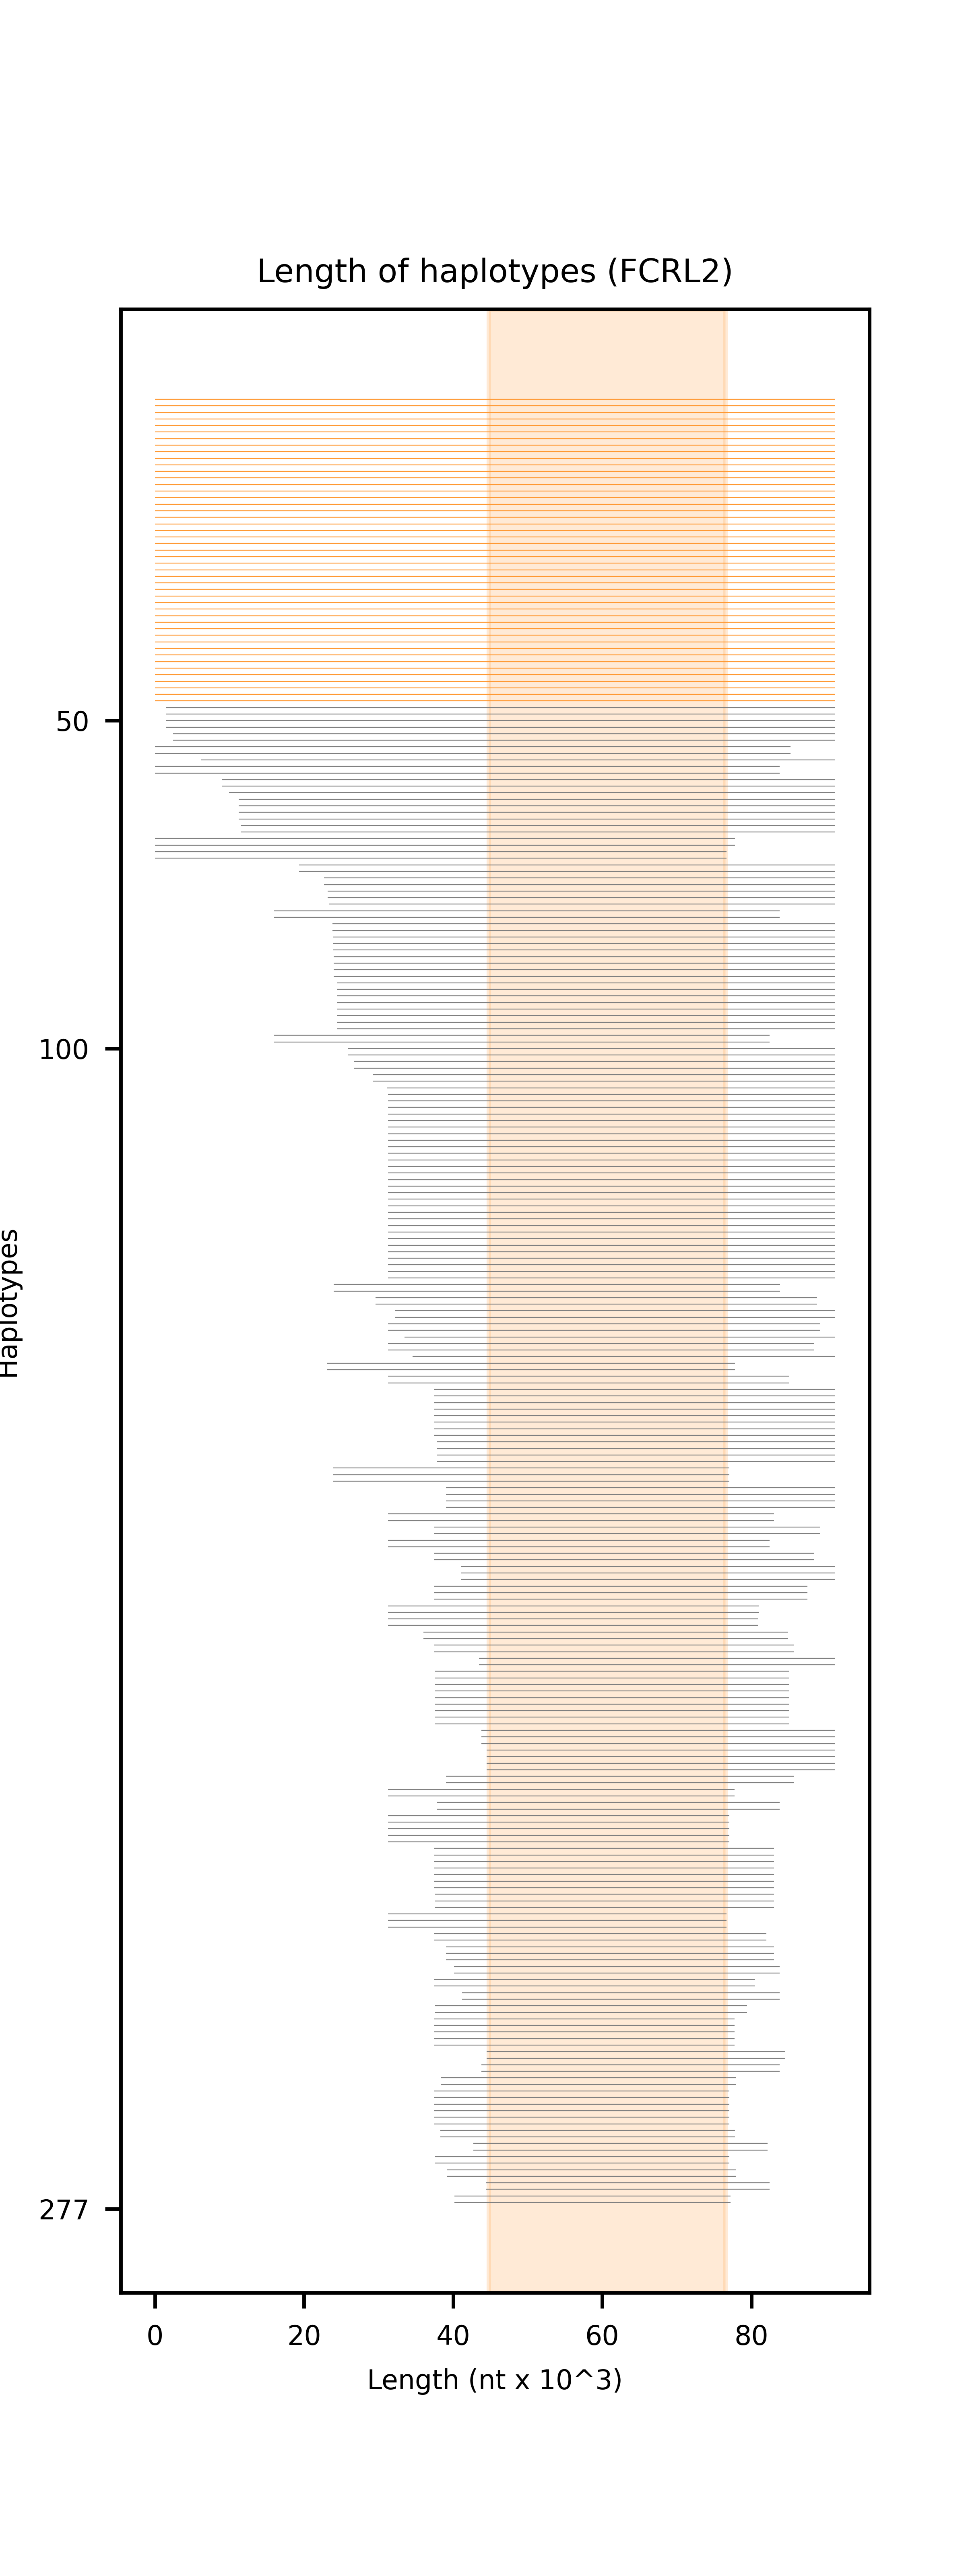 Length of haplotypes (FCRL2)
50
100
Haplotypes
277
0 20 40 60 80
Length (nt x 10^3)